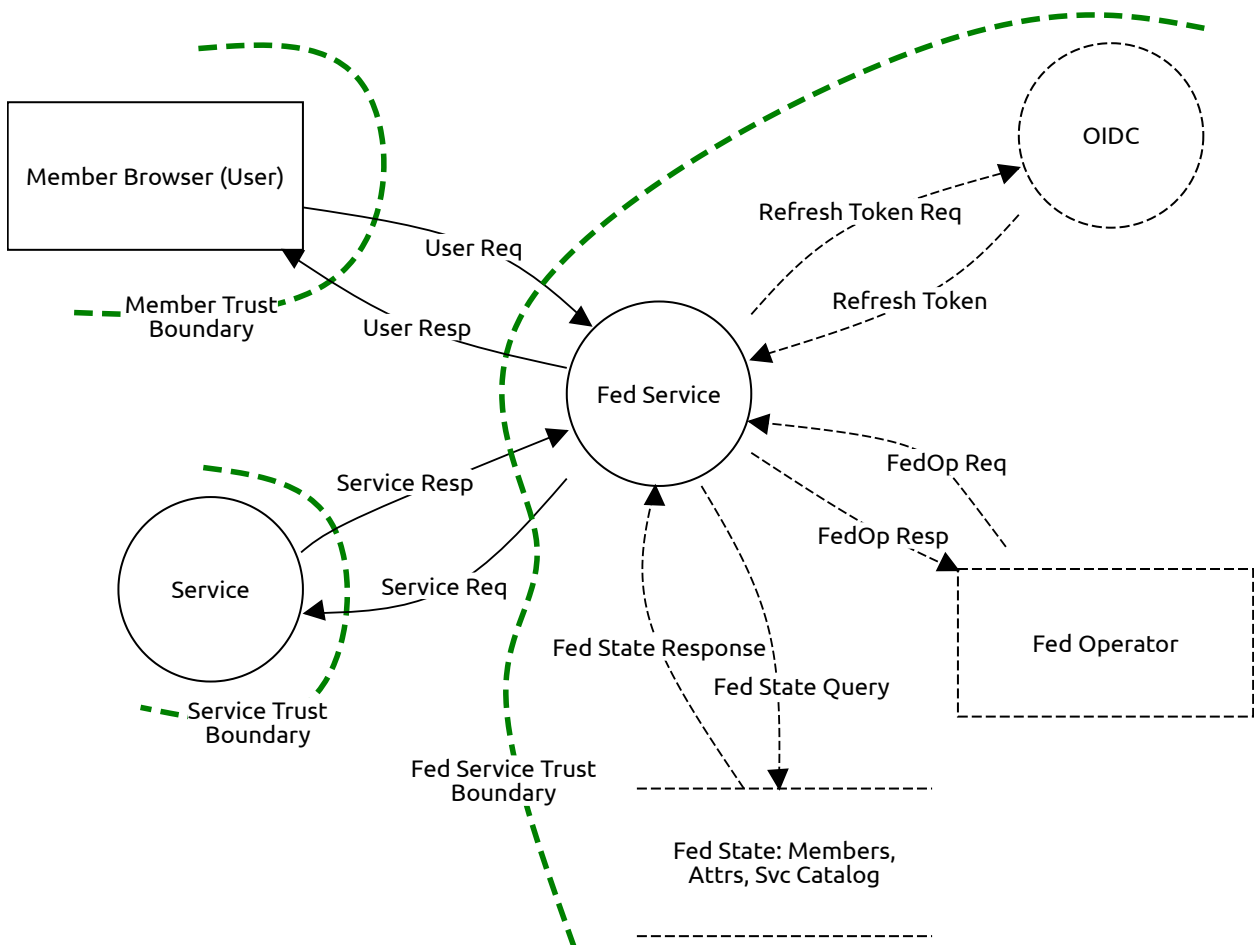 OIDC
Member Browser (User)
Refresh Token Req
User Req
Refresh Token
Member Trust
Boundary
User Resp
Fed Service
FedOp Req
Service Resp
FedOp Resp
Service
Service Req
Fed State Response
Fed Operator
Fed State Query
Service Trust
Boundary
Fed Service Trust
Boundary
Fed State: Members,
Attrs, Svc Catalog